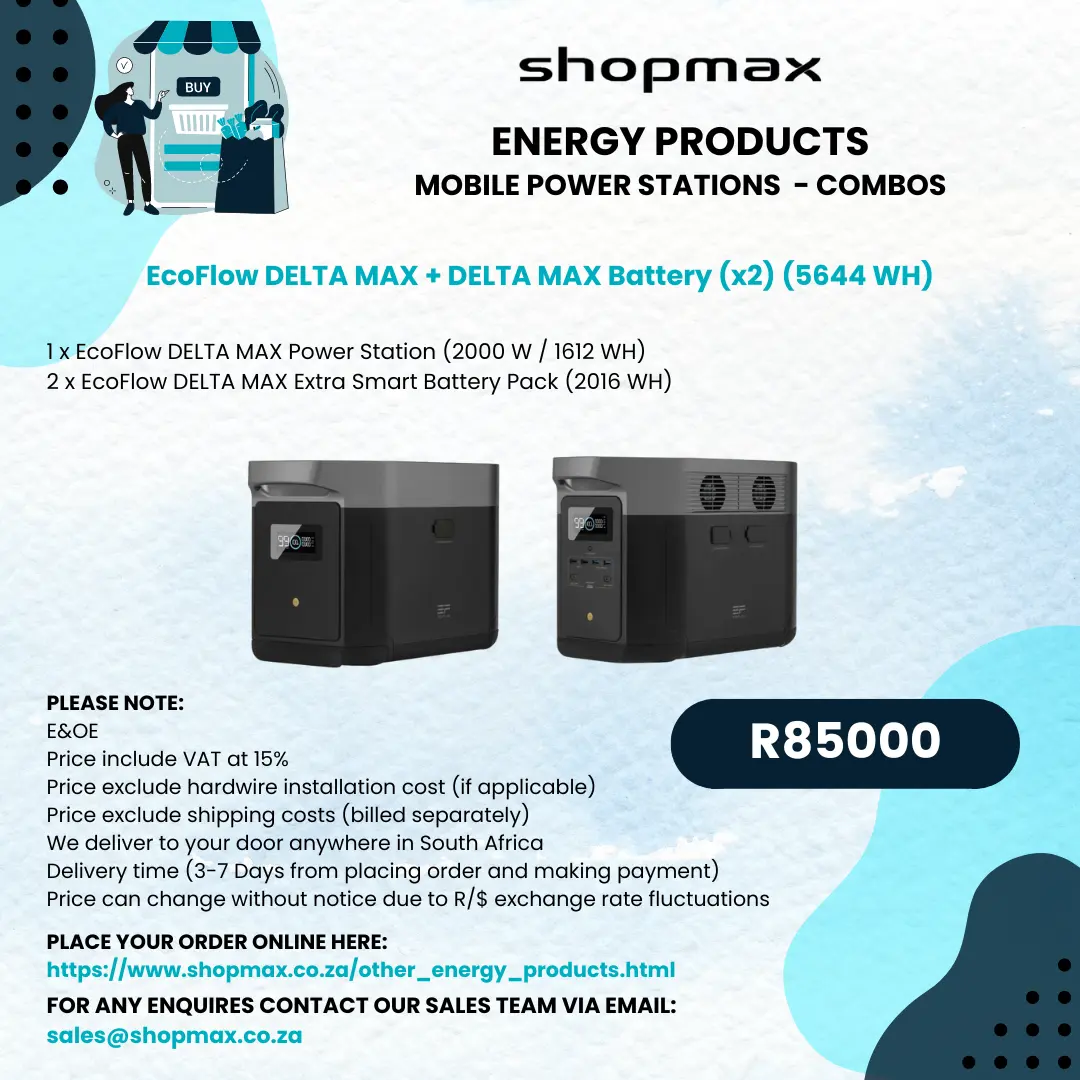 BUY
shopmax
ENERGY PRODUCTS
MOBILE POWER STATIONS - COMBOS
EcoFlow DELTA MAX + DELTA MAX Battery (x2) (5644 WH)
1 x EcoFlow DELTA MAX Power Station (2000 W / 1612 WH)
2 x EcoFlow DELTA MAX Extra Smart Battery Pack (2016 WH)
99
99
PLEASE NOTE:
E&OE
Price include VAT at 15%
Price exclude hardwire installation cost (if applicable)
Price exclude shipping costs (billed separately)
We deliver to your door anywhere in South Africa
Delivery time (3-7 Days from placing order and making payment)
Price can change without notice due to R/$ exchange rate fluctuations
R85000
PLACE YOUR ORDER ONLINE HERE:
https://www.shopmax.co.za/other_energy_products.html
FOR ANY ENQUIRES CONTACT OUR SALES TEAM VIA EMAIL:
sales@shopmax.co.za